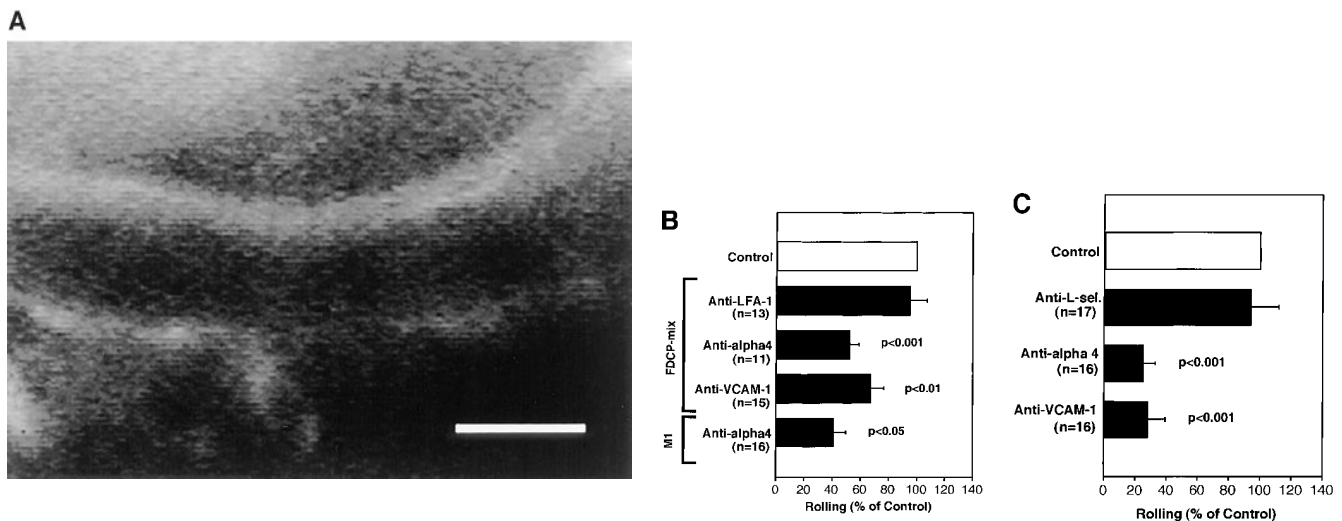 A
B
Control
Anti-LFA-1
(n=13)
FDCP-mix
Anti-alpha4
(n=11)
p<0.001
Anti-VCAM-1
(n=15)
p<0.01
M1
Anti-alpha4
(n=16)
p<0.05
0 20 40 60 80 100 120 140
Rolling (% of Control)
C
Control
Anti-L-sel.
(n=17)
Anti-alpha 4
(n=16)
p<0.001
Anti-VCAM-1
(n=16)
p<0.001
0 20 40 60 80 100 120 140
Rolling (% of Control)